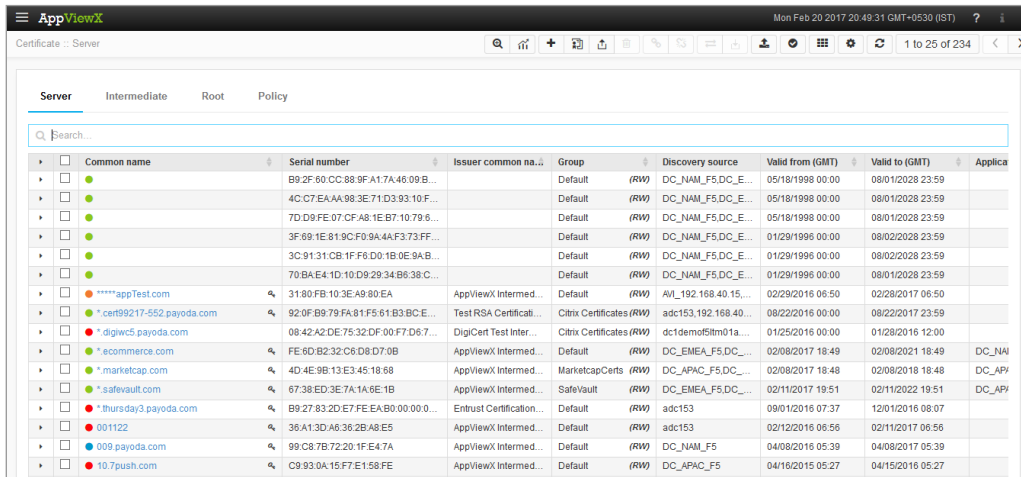 AppViewX Mon Feb 20 2017 20:49:31 GMT+0530 (IST) ? i
Certificate :: Server 1 to 25 of 234
Server Intermediate Root Policy
Search...
Common name Serial number Issuer common na... Group Discovery source Valid from (GMT) Valid to (GMT) Applicat
B9:2F:60:CC:88:9F:A1:7A:46:09:B... Default (RW) DC_NAM_F5,DC_E... 05/18/1998 00:00 08/01/2028 23:59
4C:C7:EA:AA:98:3E:71:D3:93:10:F... Default (RW) DC_NAM_F5,DC_E... 05/18/1998 00:00 08/01/2028 23:59
7D:D9:FE:07:CF:A8:1E:B7:10:79:6... Default (RW) DC_NAM_F5,DC_E... 05/18/1998 00:00 08/01/2028 23:59
3F:69:1E:81:9C:F0:9A:4A:F3:73:FF... Default (RW) DC_NAM_F5,DC_E... 01/29/1996 00:00 08/02/2028 23:59
3C:91:31:CB:1F:F6:D0:1B:0E:9A:B... Default (RW) DC_NAM_F5,DC_E... 01/29/1996 00:00 08/02/2028 23:59
70:BA:E4:1D:10:D9:29:34:B6:38:C... Default (RW) DC_NAM_F5,DC_E... 01/29/1996 00:00 08/01/2028 23:59
*****appTest.com 31:80:FB:10:3E:A9:80:EA AppViewX Intermed... Default (RW) AVI_192.168.40.15,... 02/29/2016 06:50 02/28/2017 06:50
*.cert99217-552.payoda.com 92:0F:B9:79:FA:81:F5:61:B3:BC:E... Test RSA Certificati... Citrix Certificates (RW) adc153,192.168.40... 08/22/2016 00:00 08/22/2017 23:59
*.digiwc5.payoda.com 08:42:A2:DE:75:32:DF:00:F7:D6:7... DigiCert Test Inter... Citrix Certificates (RW) dc1demof5ltm01a.... 01/25/2016 00:00 01/28/2016 12:00
*.ecommerce.com FE:6D:B2:32:C6:D8:D7:0B AppViewX Intermed... Default (RW) DC_EMEA_F5,DC_... 02/08/2017 18:49 02/08/2021 18:49 DC_NAI
*.marketcap.com 4D:4E:9B:13:E3:45:18:68 AppViewX Intermed... MarketcapCerts (RW) DC_APAC_F5,DC_... 02/08/2017 18:48 02/08/2018 18:48 DC_AP
*.safevault.com 67:38:ED:3E:7A:1A:6E:1B AppViewX Intermed... SafeVault (RW) DC_EMEA_F5,DC_... 02/11/2017 19:51 02/11/2022 19:51 DC_AP
*.thursday3.payoda.com B9:27:83:2D:E7:FE:EA:B0:00:00:0... Entrust Certification... Default (RW) adc153 09/01/2016 07:37 12/01/2016 08:07
001122 36:A1:3D:A6:36:2B:A8:E5 AppViewX Intermed... Default (RW) adc153 02/12/2016 06:56 02/11/2017 06:56
009.payoda.com 99:C8:7B:72:20:1F:E4:7A AppViewX Intermed... Default (RW) DC_NAM_F5 04/08/2016 05:39 04/08/2017 05:39
10.7push.com C9:93:0A:15:F7:E1:58:FE AppViewX Intermed... Default (RW) DC_APAC_F5 04/16/2015 05:27 04/15/2016 05:27